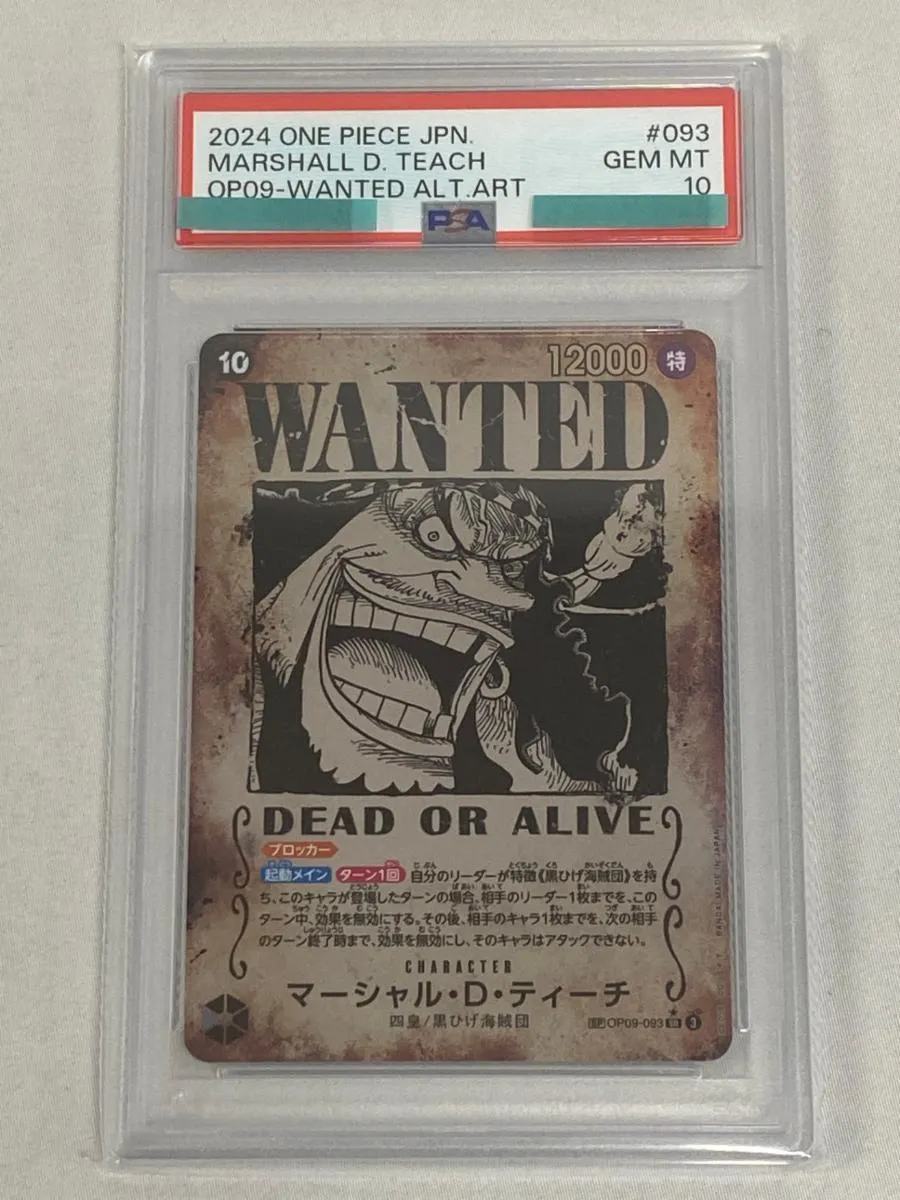 2024 ONE PIECE JPN. #093
MARSHALL D. TEACH GEM MT
OP09-WANTED ALT.ART 10
PSA
10 12000 特
WANTED
DEAD OR ALIVE
ブロッカー
起動メイン ターン1回 自分のリーダーが特徴《黒ひげ海賊団》を持
ち、このキャラが登場したターンの場合、相手のリーダー1枚までを、この
ターン中、効果を無効にする。その後、相手のキャラ1枚までを、次の相手
のターン終了時まで、効果を無効にし、そのキャラはアタックできない。
CHARACTER
マーシャル・D・ティーチ
四皇/黒ひげ海賊団
SP OP09-093 SR 3
BANDAI MADE IN JAPAN